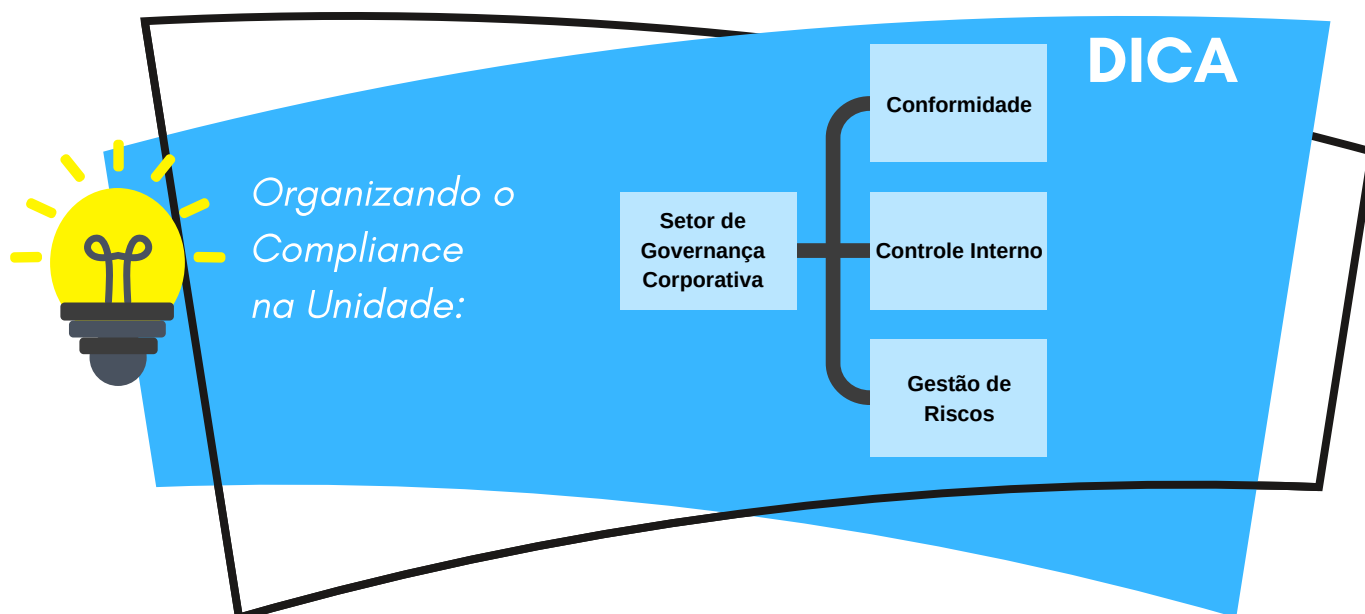 DICA
Organizando o
Compliance
na Unidade:
Setor de
Governança
Corporativa
Conformidade
Controle Interno
Gestão de
Riscos